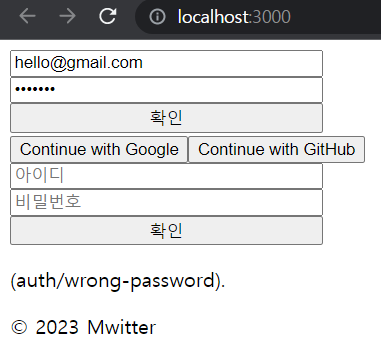 localhost:3000
hello@gmail.com
•••••••
확인
Continue with Google Continue with GitHub
아이디
비밀번호
확인
(auth/wrong-password).
© 2023 Mwitter